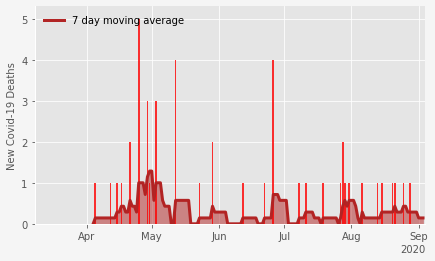 7 day moving average
New Covid-19 Deaths
5
4
3
2
1
0
Apr
May
Jun
Jul
Aug
Sep
2020